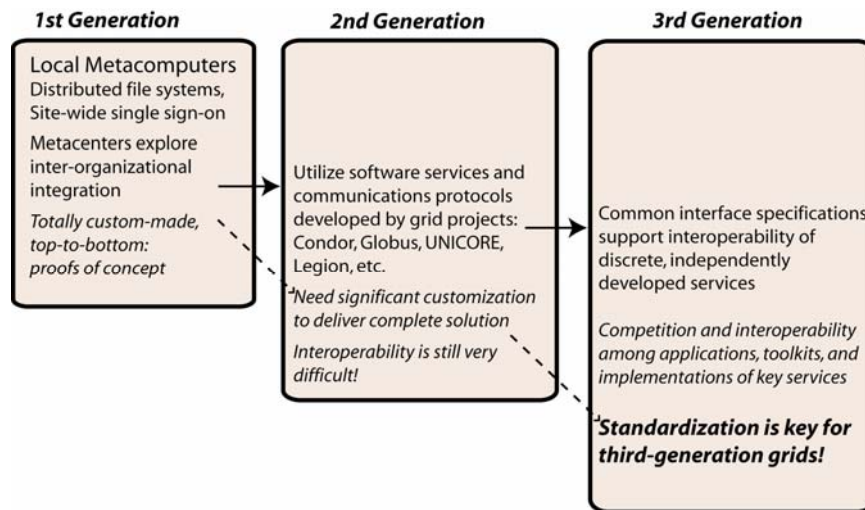 1st Generation
Local Metacomputers
Distributed file systems,
Site-wide single sign-on
Metacenters explore
inter-organizational
integration
Totally custom-made,
top-to-bottom:
proofs of concept
2nd Generation
Utilize software services and
communications protocols
developed by grid projects:
Condor, Globus, UNICORE,
Legion, etc.
Need significant customization
to deliver complete solution
Interoperability is still very
difficult!
3rd Generation
Common interface specifications
support interoperability of
discrete, independently
developed services
Competition and interoperability
among applications, toolkits, and
implementations of key services
Standardization is key for
third-generation grids!